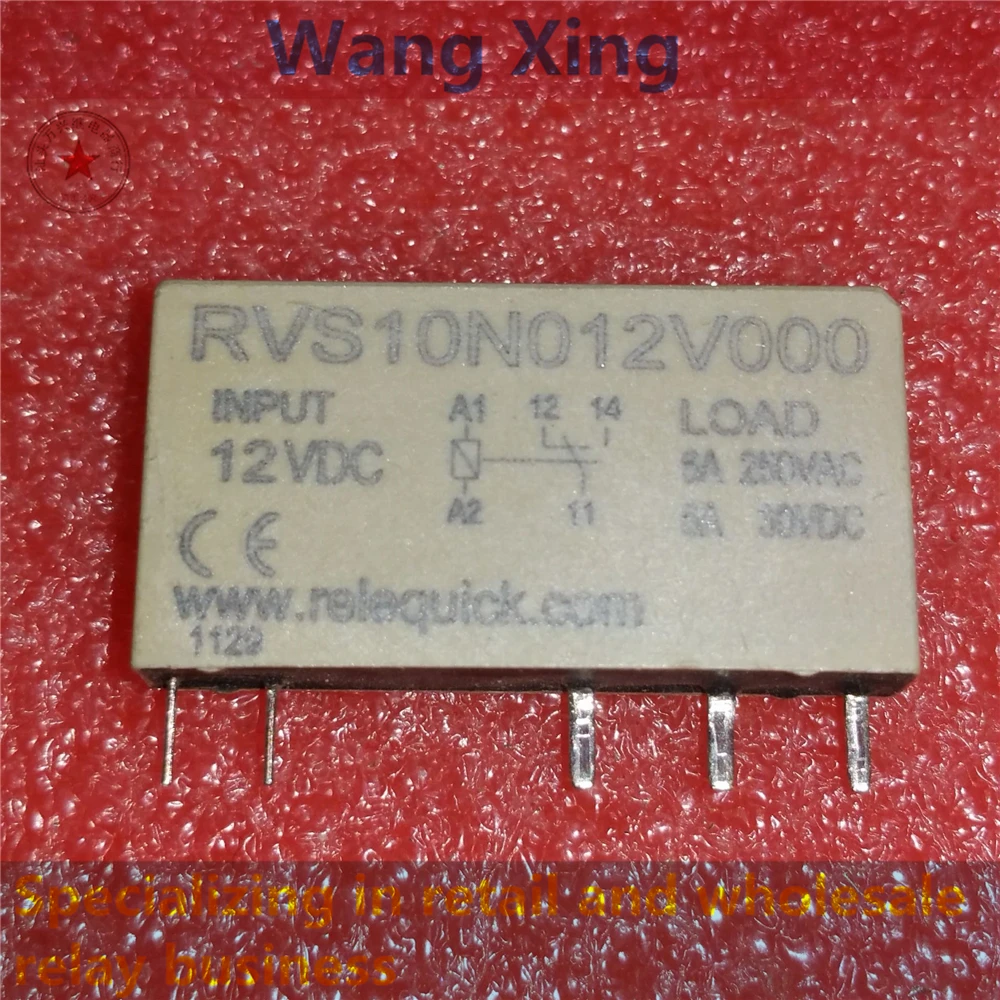 Wang Xing
RVS10N012V000
INPUT
12VDC
A1 12 14
A2 11
LOAD
6A 250VAC
6A 30VDC
CE
www.relequick.com
1129
Specializing in retail and wholesale
relay business